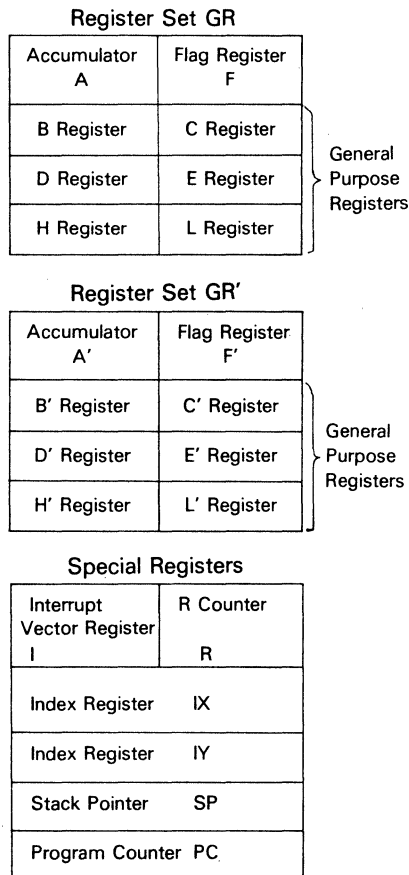 Register Set GR
Accumulator
A
Flag Register
F
B Register
C Register
D Register
E Register
H Register
L Register
General
Purpose
Registers
Register Set GR′
Accumulator
A′
Flag Register
F′
B′ Register
C′ Register
D′ Register
E′ Register
H′ Register
L′ Register
General
Purpose
Registers
Special Registers
Interrupt
Vector Register
I
R Counter
R
Index Register IX
Index Register IY
Stack Pointer SP
Program Counter PC